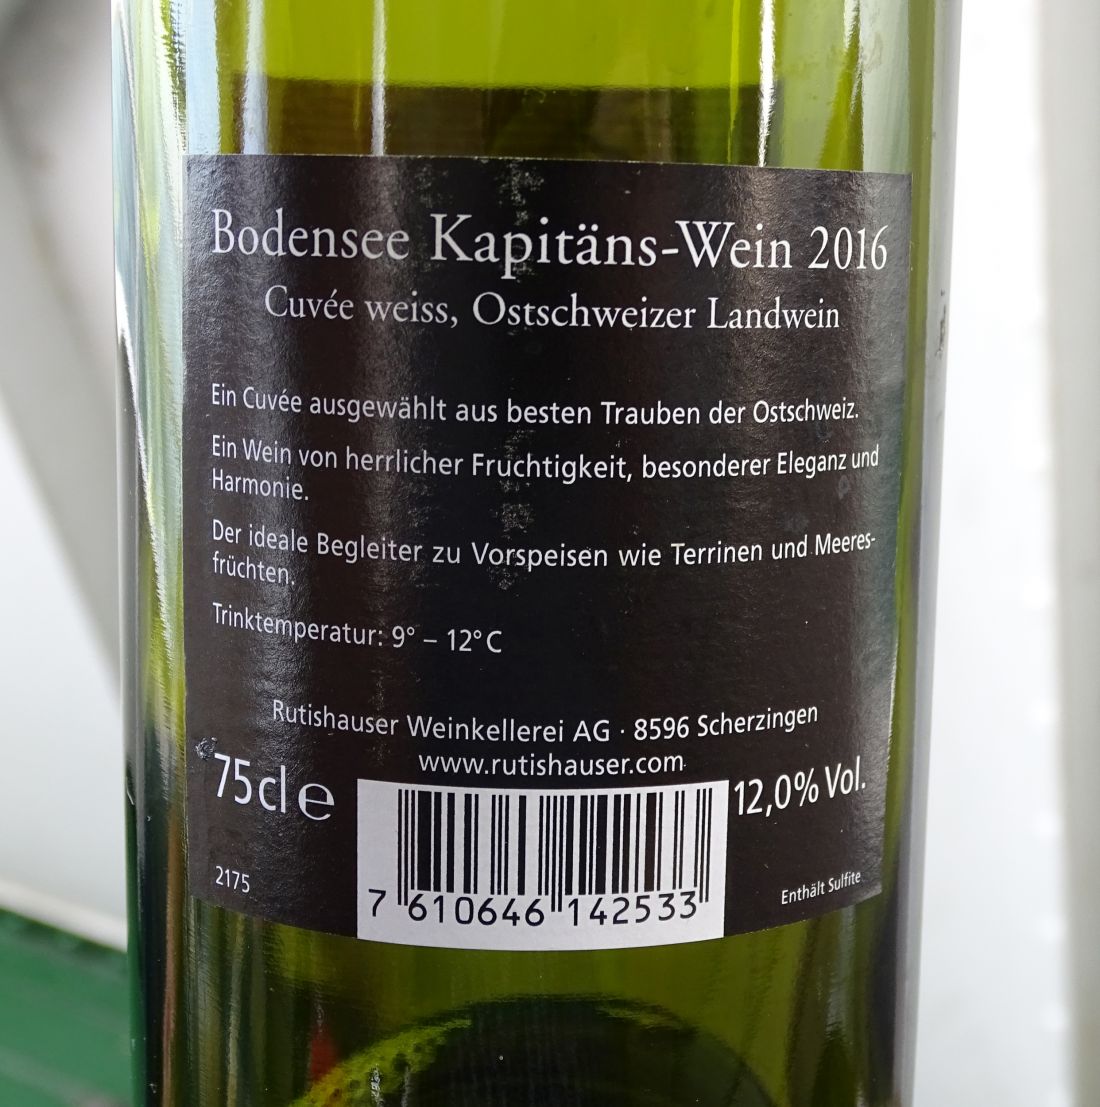 Bodensee Kapitäns-Wein 2016
Cuvée weiss, Ostschweizer Landwein
Ein Cuvée ausgewählt aus besten Trauben der Ostschweiz.
Ein Wein von herrlicher Fruchtigkeit, besonderer Eleganz und
Harmonie.
Der ideale Begleiter zu Vorspeisen wie Terrinen und Meeres-
früchten.
Trinktemperatur: 9° – 12° C
Rutishauser Weinkellerei AG · 8596 Scherzingen
www.rutishauser.com
75cl ℮
12,0% Vol.
7 610646 142533
2175
Enthält Sulfite